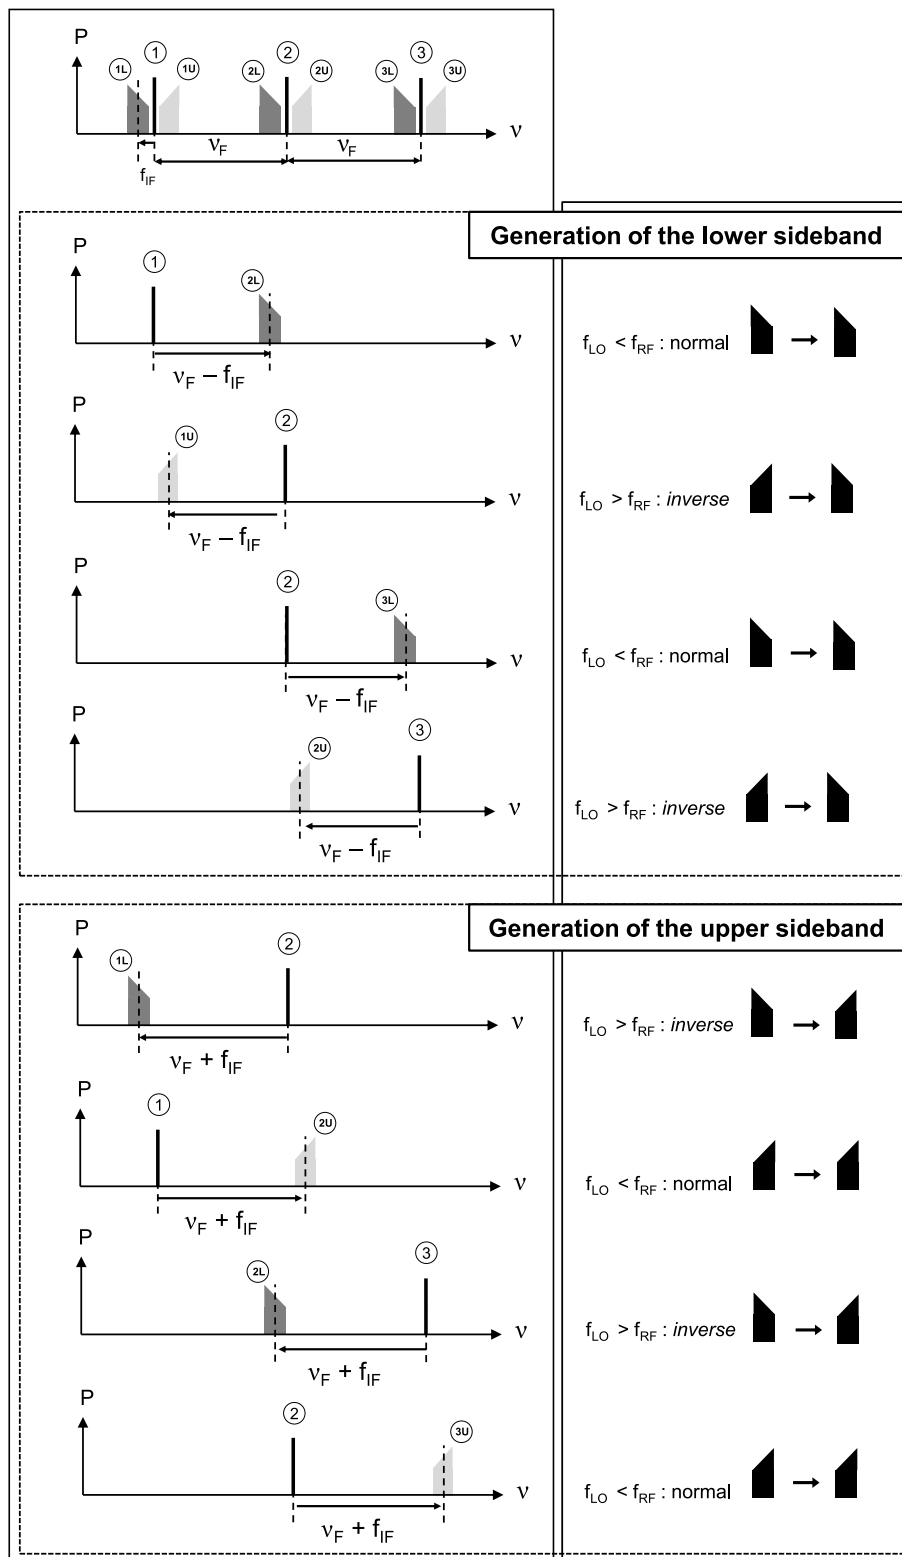 P
① ② ③
1L 1U 2L 2U 3L 3U
ν
ν_F ν_F
f_IF
Generation of the lower sideband
P
① 2L
ν
ν_F − f_IF
f_LO < f_RF : normal
P
1U ②
ν
ν_F − f_IF
f_LO > f_RF : inverse
P
② 3L
ν
ν_F − f_IF
f_LO < f_RF : normal
P
2U ③
ν
ν_F − f_IF
f_LO > f_RF : inverse
Generation of the upper sideband
P
1L ②
ν
ν_F + f_IF
f_LO > f_RF : inverse
P
① 2U
ν
ν_F + f_IF
f_LO < f_RF : normal
P
2L ③
ν
ν_F + f_IF
f_LO > f_RF : inverse
P
② 3U
ν
ν_F + f_IF
f_LO < f_RF : normal